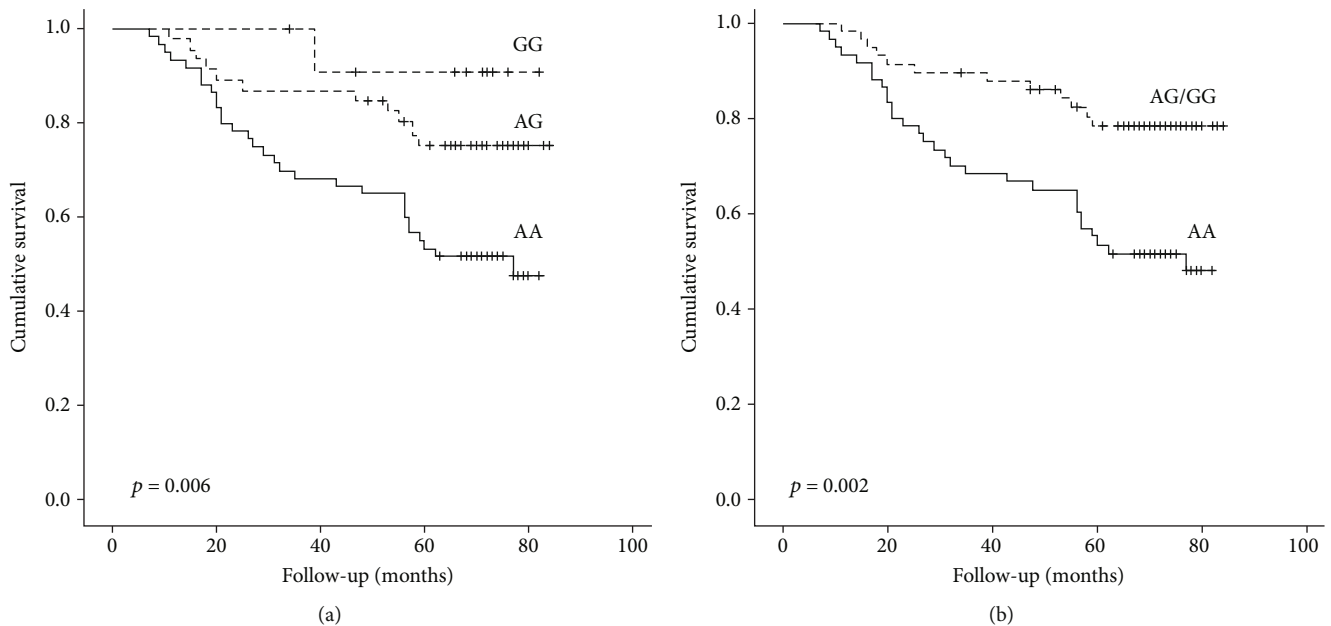 1.0
0.8
0.6
0.4
0.2
0.0
Cumulative survival
GG
AG
AA
p = 0.006
0 20 40 60 80 100
Follow-up (months)
(a)
1.0
0.8
0.6
0.4
0.2
0.0
Cumulative survival
AG/GG
AA
p = 0.002
0 20 40 60 80 100
Follow-up (months)
(b)